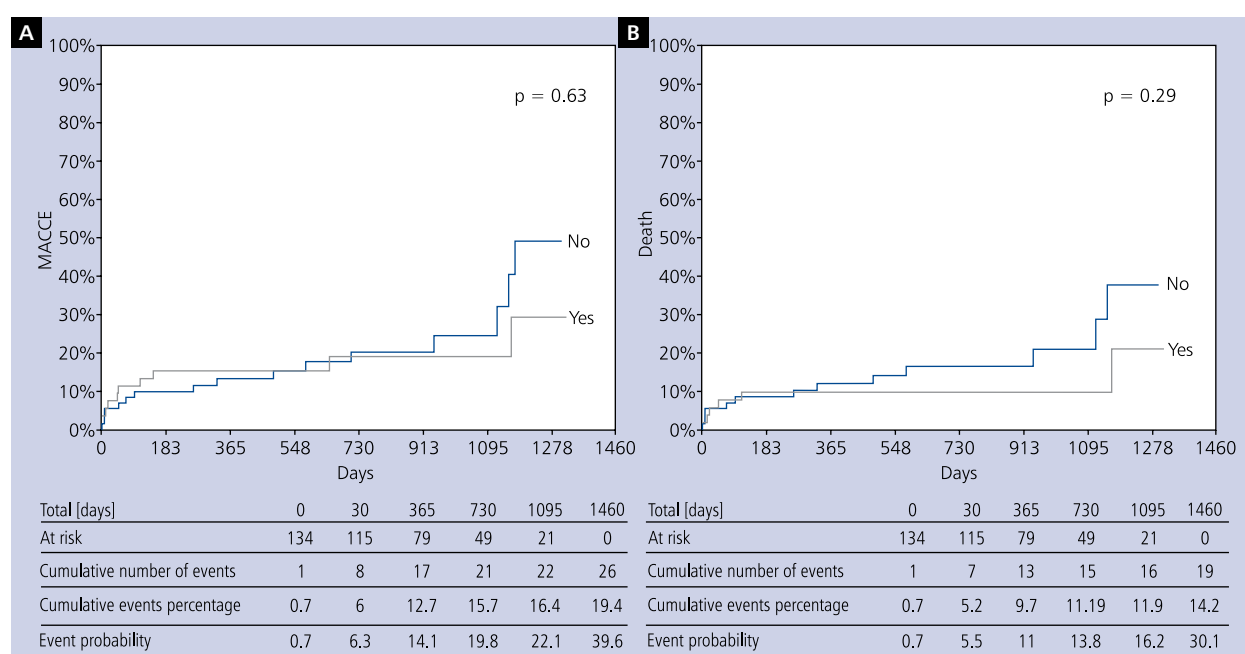 A
100%
90%
80%
70%
60%
50%
40%
30%
20%
10%
0%
MACCE
p = 0.63
No
Yes
0 183 365 548 730 913 1095 1278 1460
Days
Total [days] 0 30 365 730 1095 1460
At risk 134 115 79 49 21 0
Cumulative number of events 1 8 17 21 22 26
Cumulative events percentage 0.7 6 12.7 15.7 16.4 19.4
Event probability 0.7 6.3 14.1 19.8 22.1 39.6
B
100%
90%
80%
70%
60%
50%
40%
30%
20%
10%
0%
Death
p = 0.29
No
Yes
0 183 365 548 730 913 1095 1278 1460
Days
Total [days] 0 30 365 730 1095 1460
At risk 134 115 79 49 21 0
Cumulative number of events 1 7 13 15 16 19
Cumulative events percentage 0.7 5.2 9.7 11.19 11.9 14.2
Event probability 0.7 5.5 11 13.8 16.2 30.1